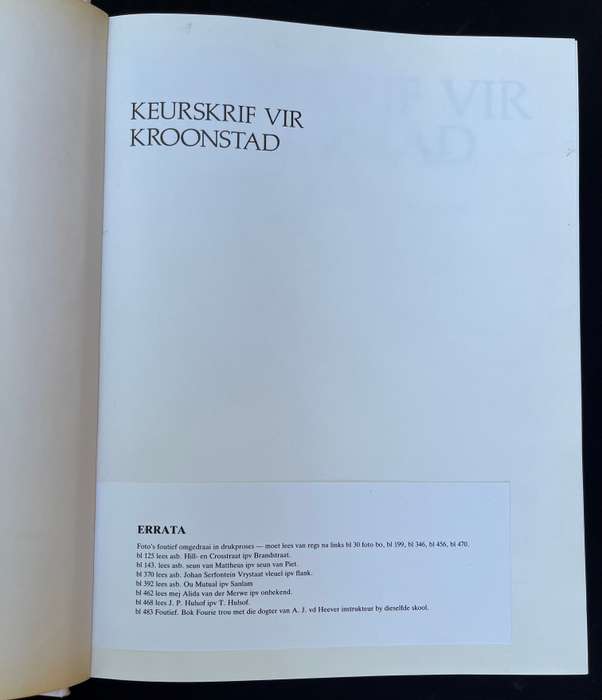 KEURSKRIF VIR
KROONSTAD
ERRATA
Foto's foutief omgedraai in drukproses — moet lees van regs na links bl 30 foto bo, bl 199, bl 346, bl 456, bl 470.
bl 125 lees asb. Hill- en Crosstraat ipv Brandstraat.
bl 143. lees asb. seun van Mattheus ipv seun van Piet.
bl 370 lees asb. Johan Serfontein Vrystaat vleuel ipv flank.
bl 392 lees asb. Ou Mutual ipv Sanlam
bl 462 lees mej Alida van der Merwe ipv onbekend.
bl 468 lees J. P. Hulsof ipv T. Hulsof.
bl 483 Foutief. Bok Fourie trou met die dogter van A. J. vd Heever instrukteur by dieselfde skool.